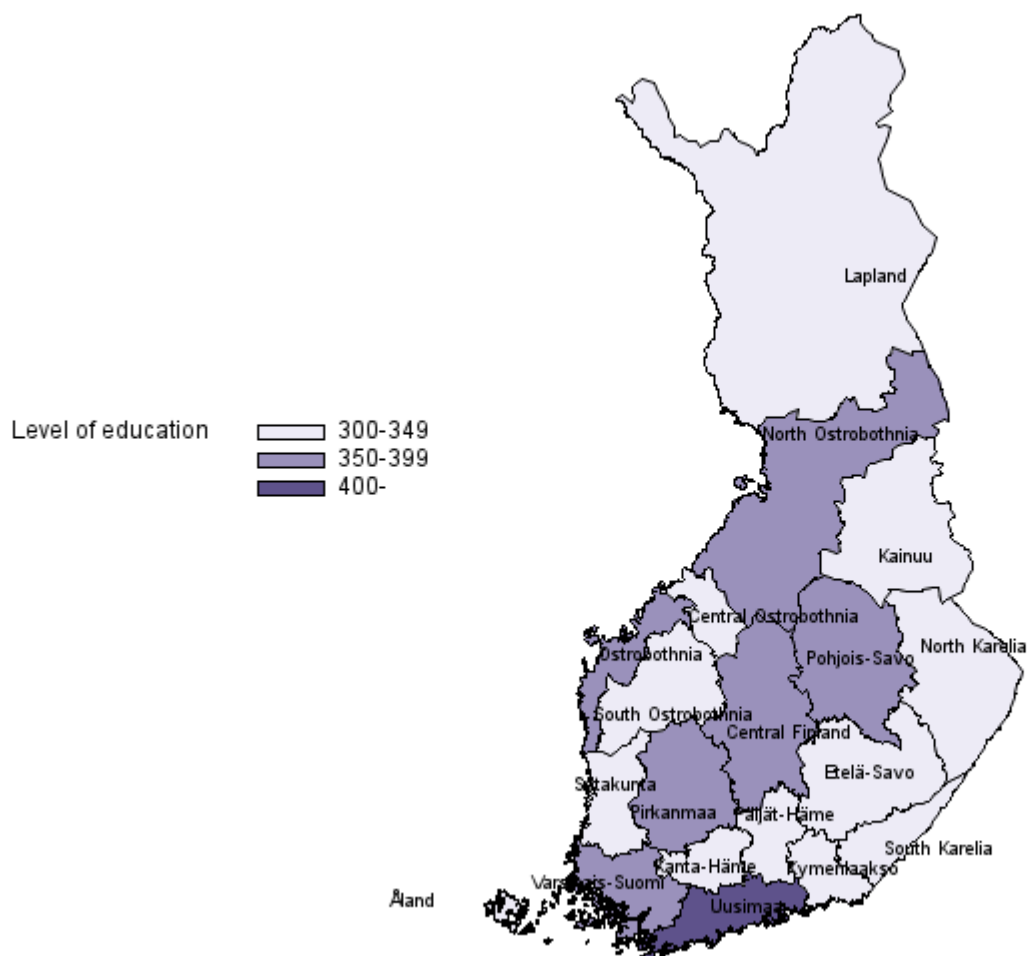 Lapland
Level of education
300-349
350-399
400-
North Ostrobothnia
Kainuu
Central Ostrobothnia
North Karelia
Ostrobothnia
Pohjois-Savo
South Ostrobothnia
Central Finland
Etelä-Savo
Satakunta
Pirkanmaa
Päijät-Häme
South Karelia
Kanta-Häme
Kymenlaakso
Varsinais-Suomi
Åland
Uusimaa